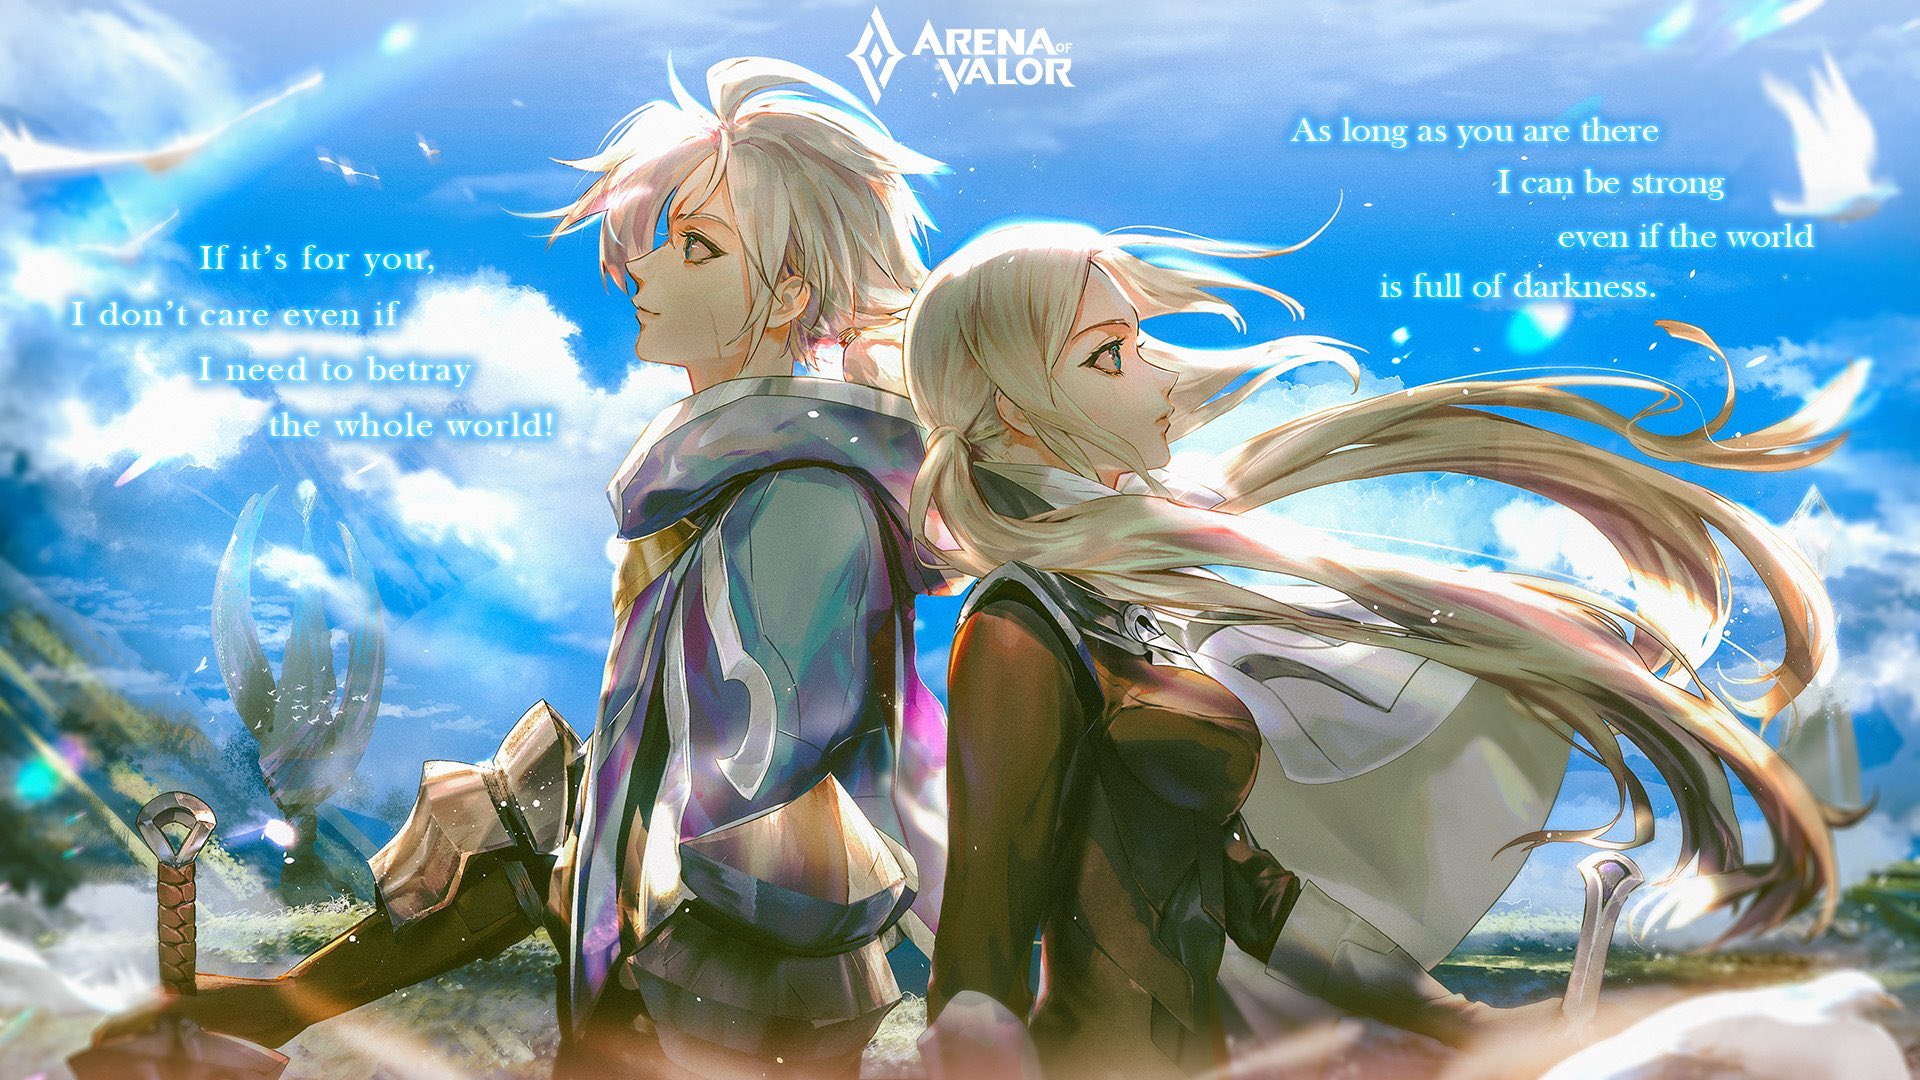 ARENA OF
VALOR
If it's for you,
I don't care even if
I need to betray
the whole world!
As long as you are there
I can be strong
even if the world
is full of darkness.